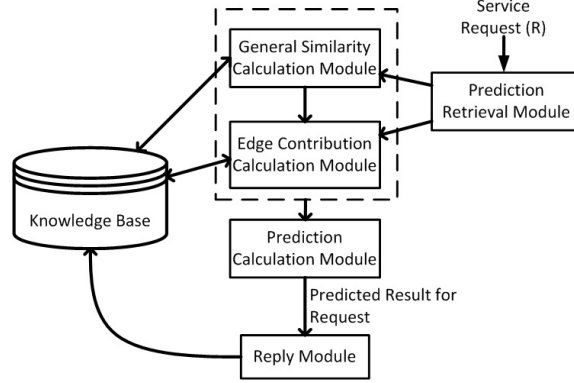 Service
Request (R)
General Similarity
Calculation Module
Prediction
Retrieval Module
Edge Contribution
Calculation Module
Knowledge Base
Prediction
Calculation Module
Predicted Result for
Request
Reply Module